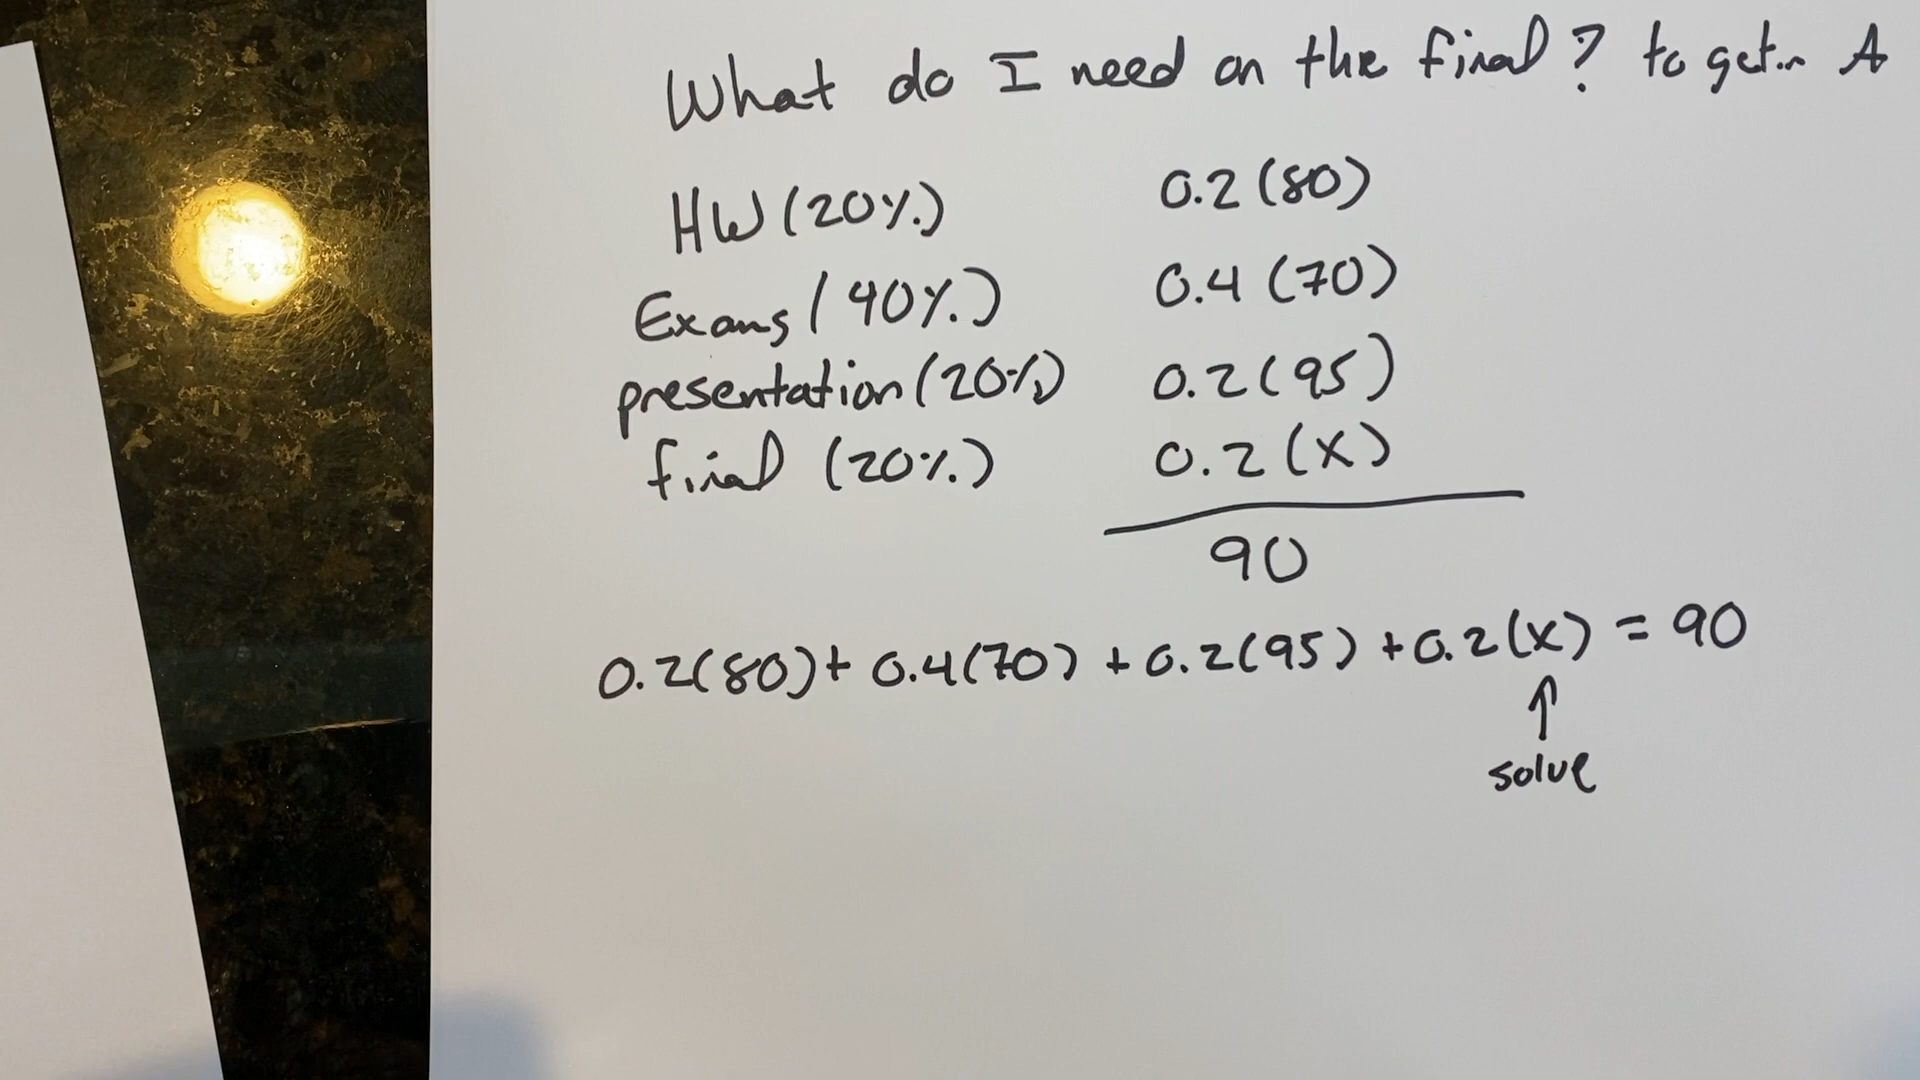 What do I need on the final? to get an A
HW (20%) 0.2 (80)
Exams (40%) 0.4 (70)
presentation (20%) 0.2 (95)
final (20%) 0.2 (x)
90
0.2(80) + 0.4(70) + 0.2(95) + 0.2(x) = 90
↑
solve